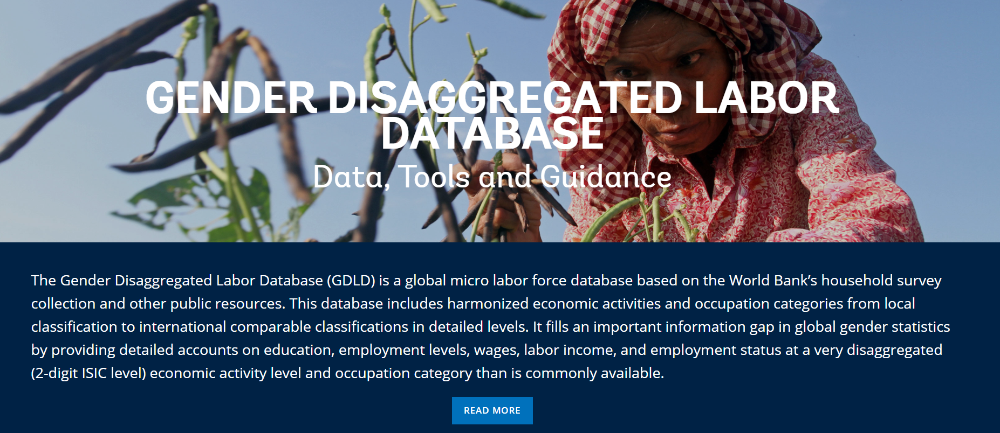 GENDER DISAGGREGATED LABOR
DATABASE
Data, Tools and Guidance
The Gender Disaggregated Labor Database (GDLD) is a global micro labor force database based on the World Bank’s household survey
collection and other public resources. This database includes harmonized economic activities and occupation categories from local
classification to international comparable classifications in detailed levels. It fills an important information gap in global gender statistics
by providing detailed accounts on education, employment levels, wages, labor income, and employment status at a very disaggregated
(2-digit ISIC level) economic activity level and occupation category than is commonly available.
READ MORE